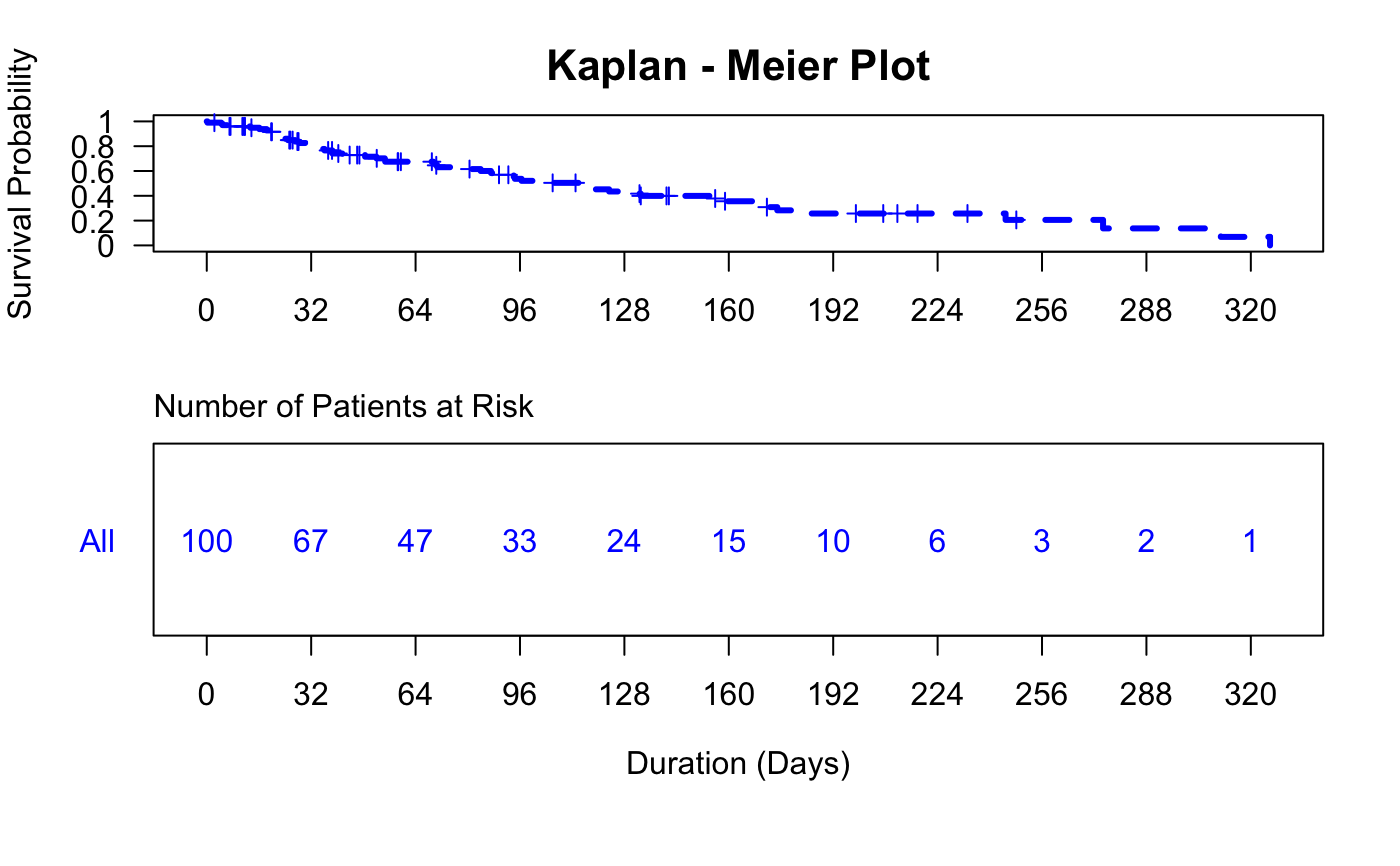 Kaplan - Meier Plot
Survival Probability
1
0.8
0.6
0.4
0.2
0
0 32 64 96 128 160 192 224 256 288 320
Number of Patients at Risk
All 100 67 47 33 24 15 10 6 3 2 1
0 32 64 96 128 160 192 224 256 288 320
Duration (Days)